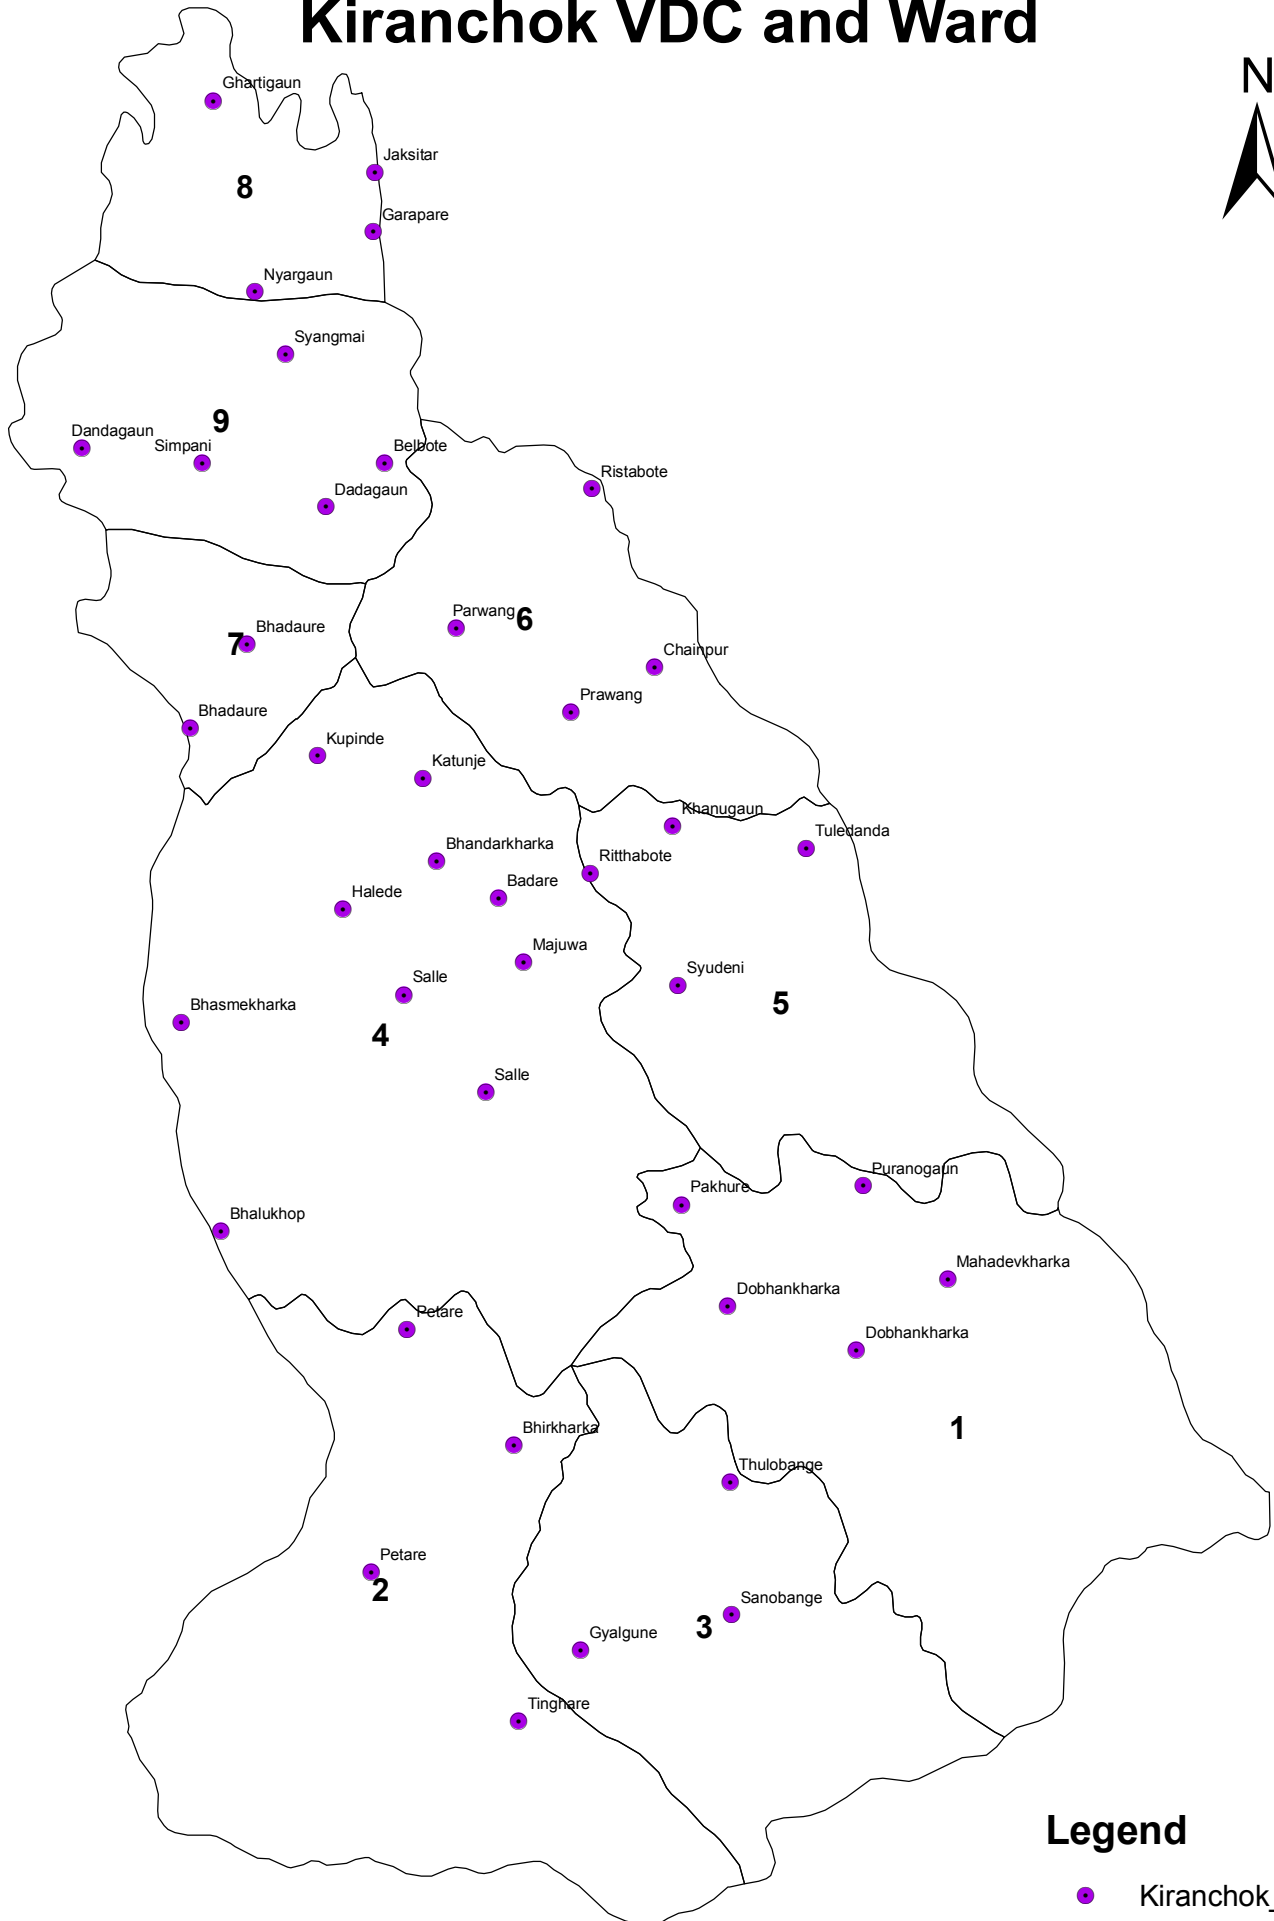 Kiranchok VDC and Ward
N
Ghartigaun
Jaksitar
8
Garapare
Nyargaun
Syangmai
9
Dandagaun
Simpani
Belbote
Ristabote
Dadagaun
Parwang
6
Bhadaure
7
Chainpur
Prawang
Bhadaure
Kupinde
Katunje
Khanugaun
Tuledanda
Bhandarkharka
Ritthabote
Badare
Halede
Majuwa
Syudeni
Salle
5
Bhasmekharka
4
Salle
Puranogaun
Pakhure
Bhalukhop
Mahadevkharka
Dobhankharka
Petare
Dobhankharka
Bhirkharka
1
Thulobange
Petare
2
Sanobange
3
Gyalgune
Tinghare
Legend
Kiranchok_